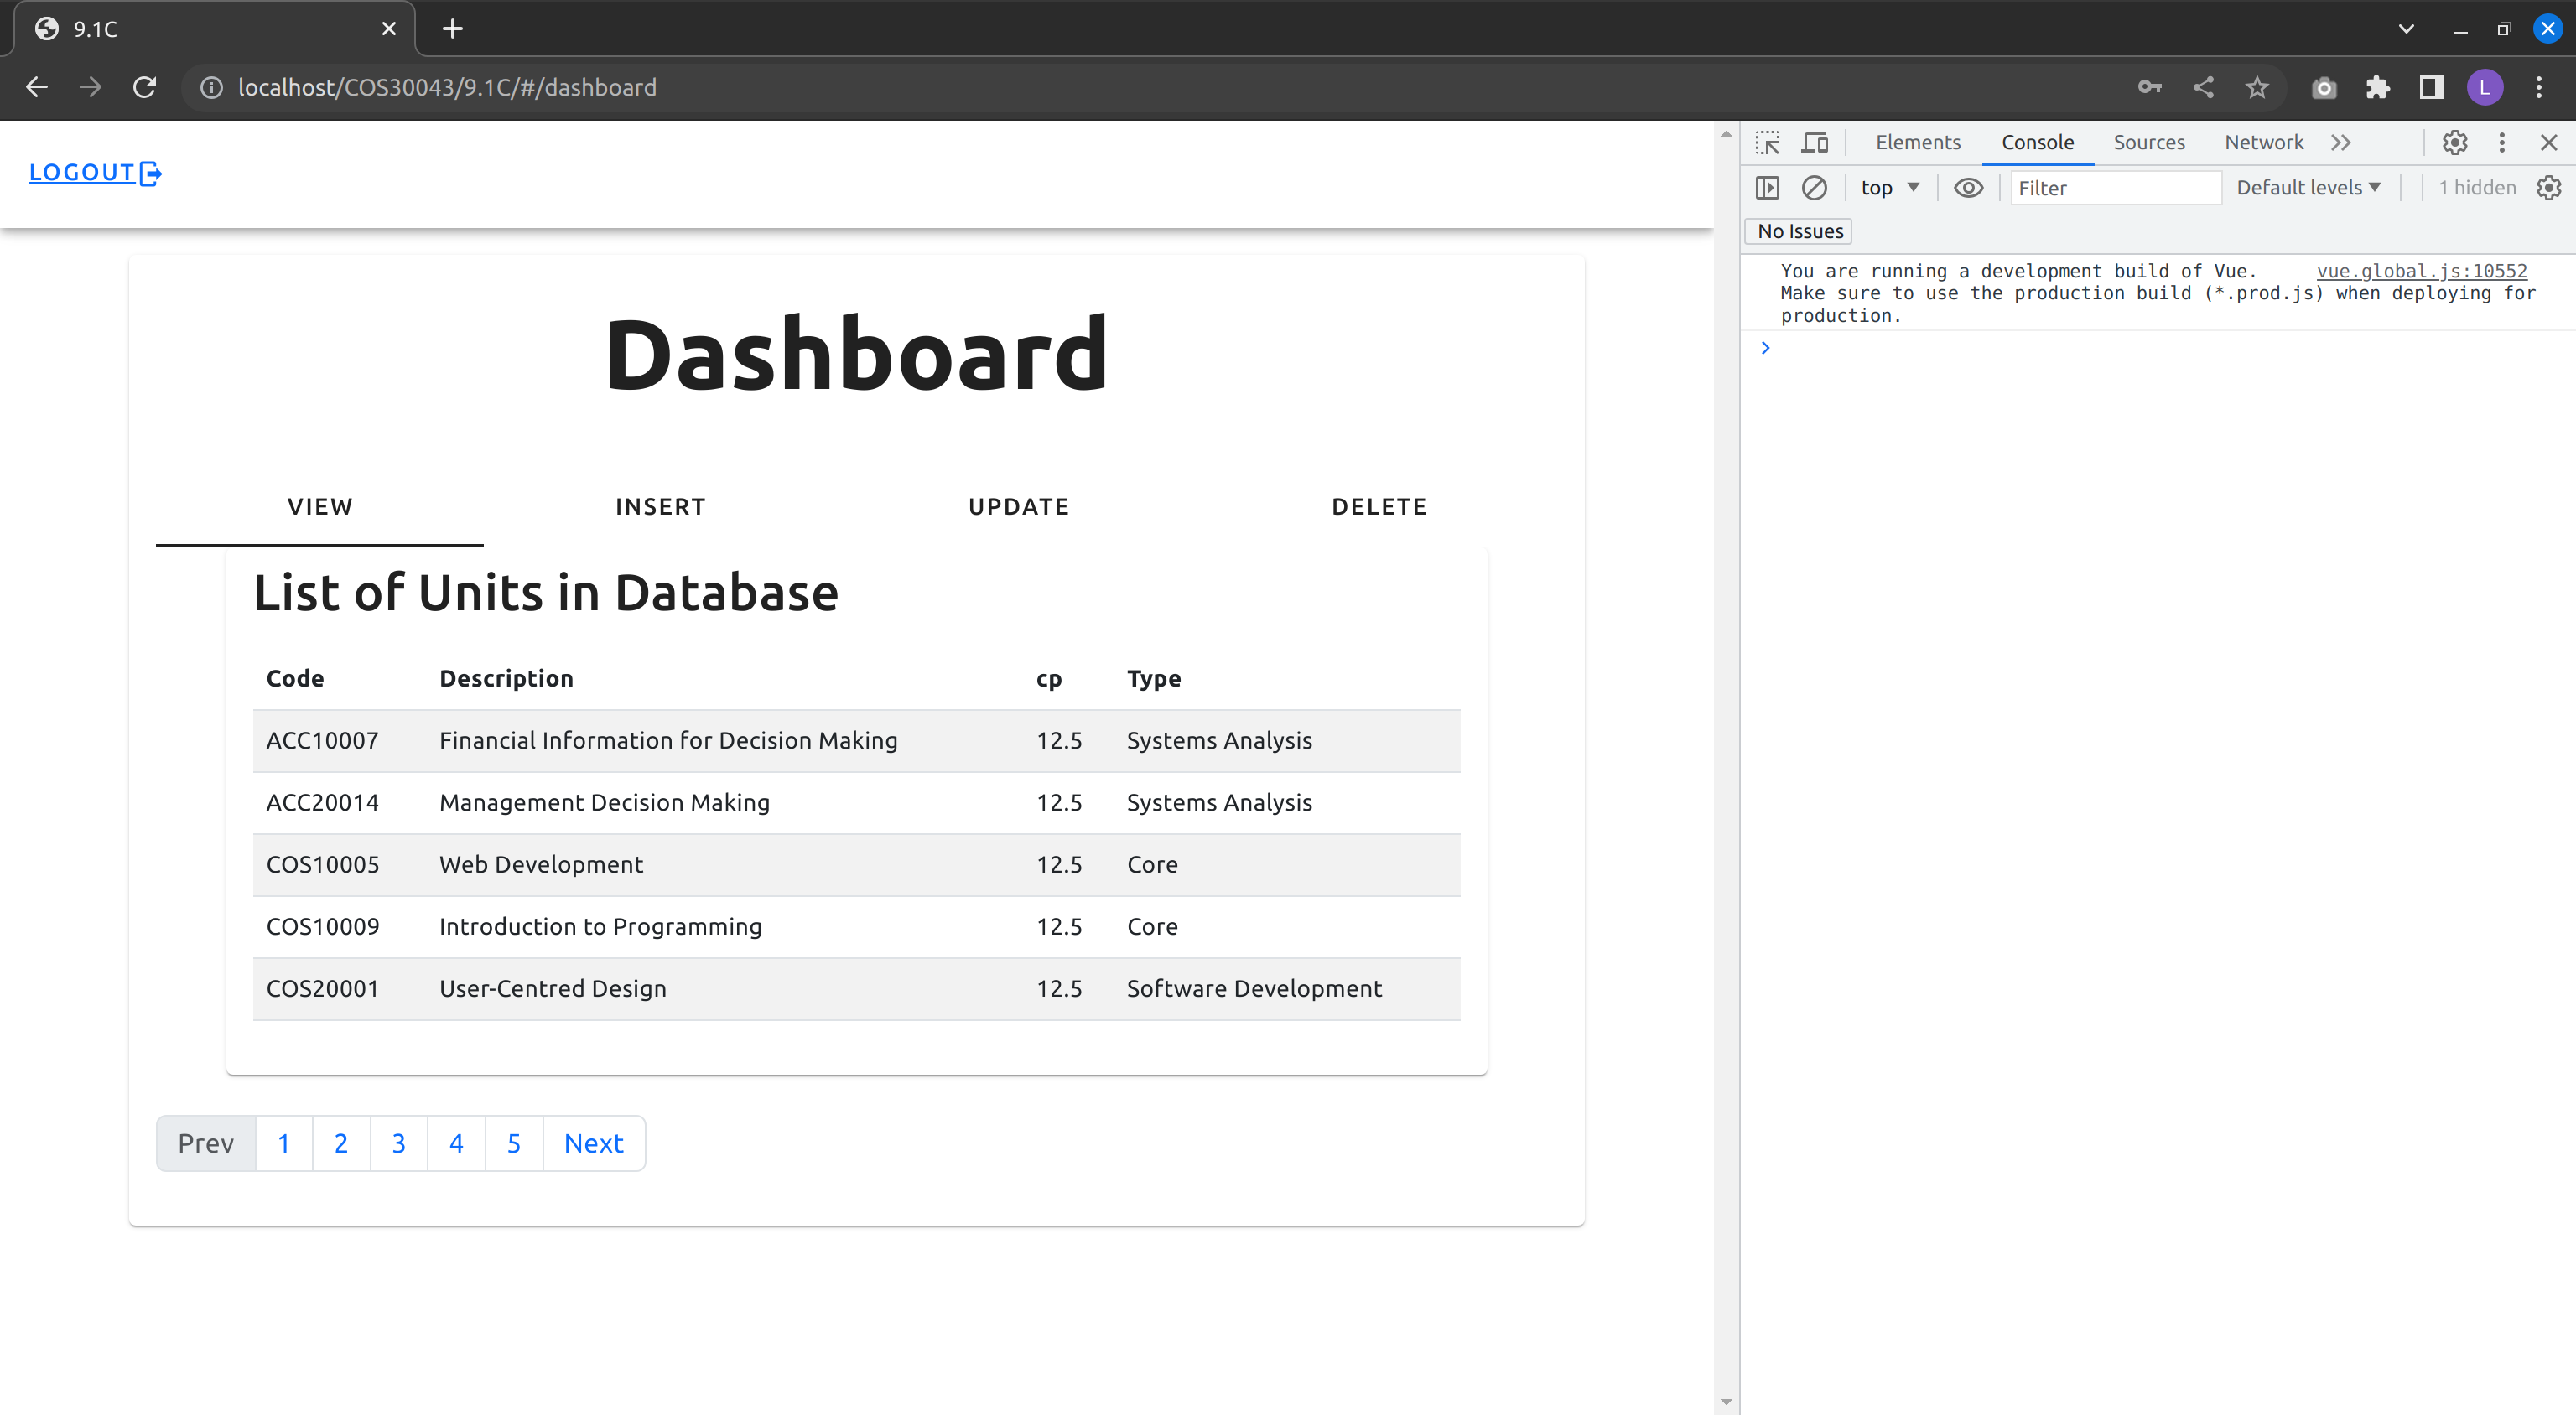 9.1C
localhost/COS30043/9.1C/#/dashboard
L
LOGOUT
Elements Console Sources Network
top Filter Default levels 1 hidden
No Issues
You are running a development build of Vue. vue.global.js:10552
Make sure to use the production build (*.prod.js) when deploying for
production.
Dashboard
VIEW INSERT UPDATE DELETE
List of Units in Database
Code Description cp Type
ACC10007 Financial Information for Decision Making 12.5 Systems Analysis
ACC20014 Management Decision Making 12.5 Systems Analysis
COS10005 Web Development 12.5 Core
COS10009 Introduction to Programming 12.5 Core
COS20001 User-Centred Design 12.5 Software Development
Prev 1 2 3 4 5 Next